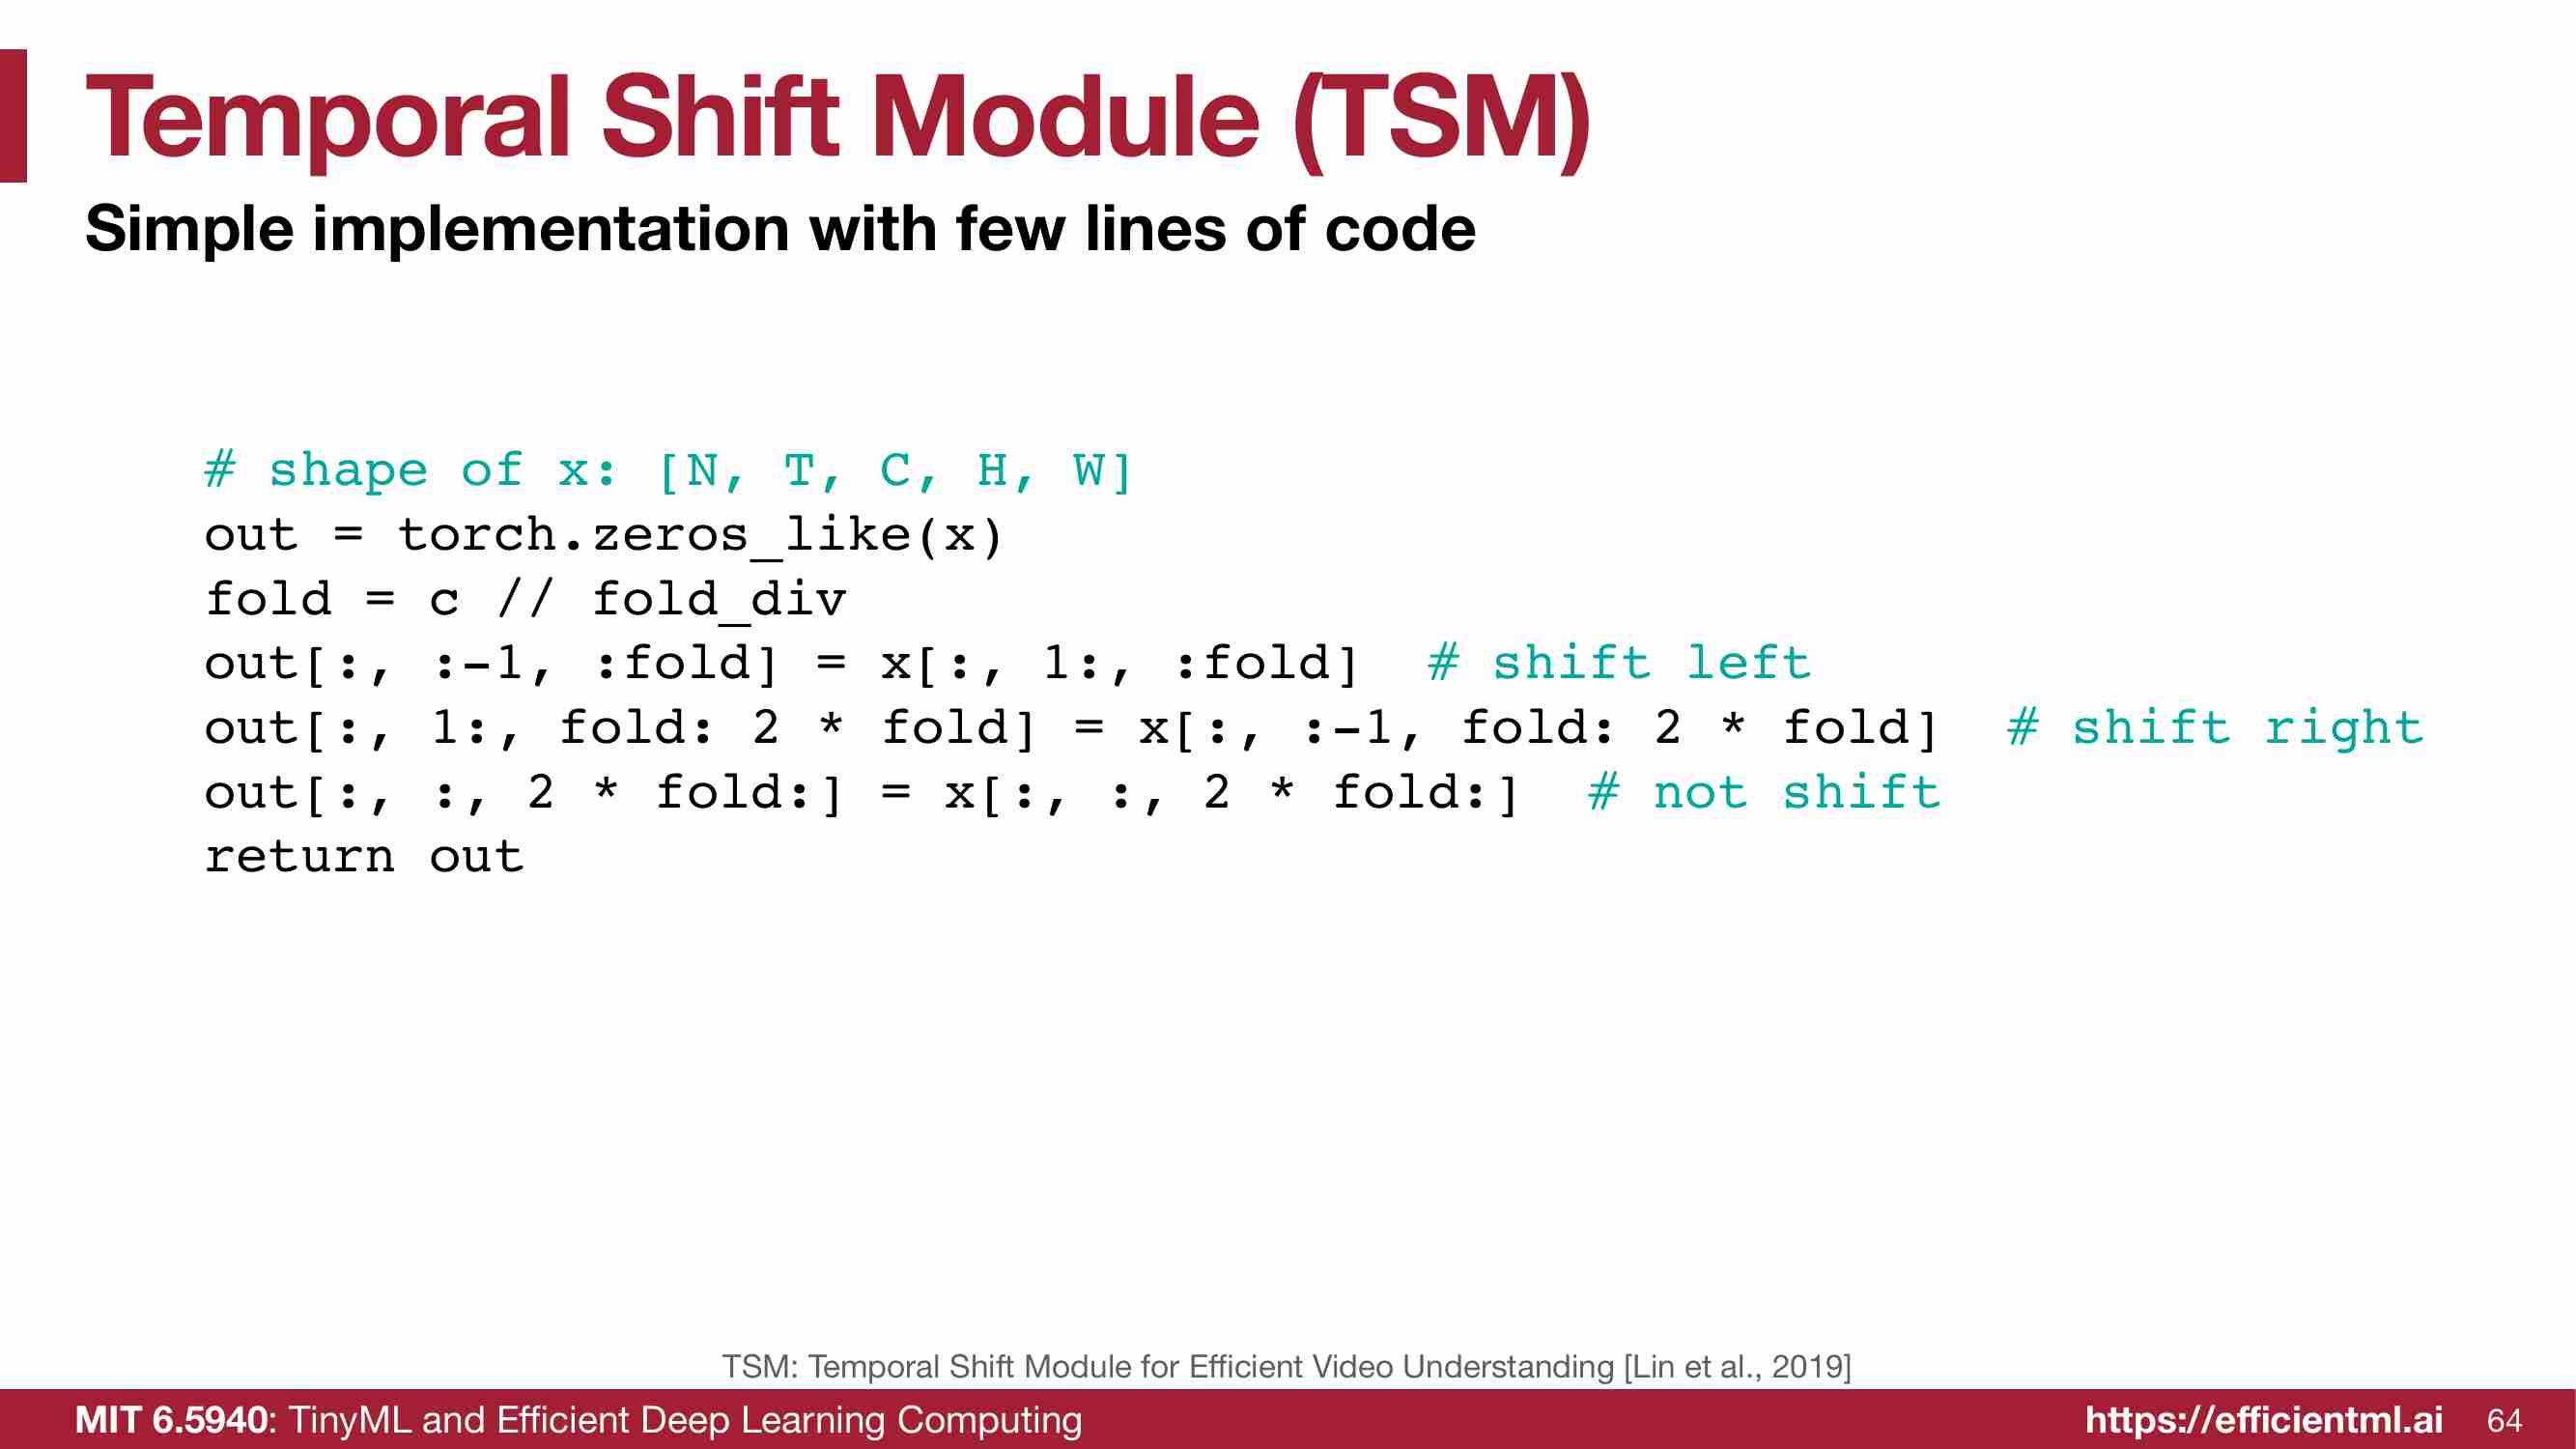 Temporal Shift Module (TSM)
Simple implementation with few lines of code
# shape of x: [N, T, C, H, W]
out = torch.zeros_like(x)
fold = c // fold_div
out[:, :-1, :fold] = x[:, 1:, :fold]  # shift left
out[:, 1:, fold: 2 * fold] = x[:, :-1, fold: 2 * fold]  # shift right
out[:, :, 2 * fold:] = x[:, :, 2 * fold:]  # not shift
return out
TSM: Temporal Shift Module for Efficient Video Understanding [Lin et al., 2019]
MIT 6.5940: TinyML and Efficient Deep Learning Computing
https://efficientml.ai
64